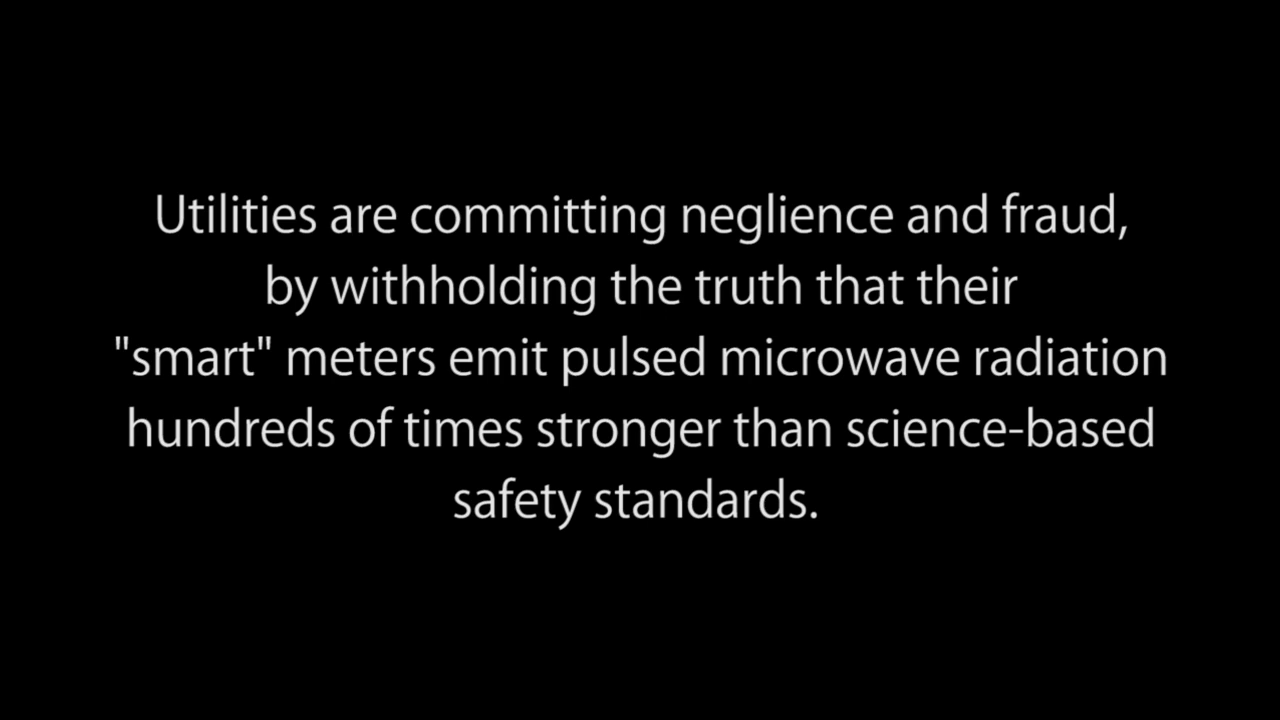 Utilities are committing neglience and fraud,
by withholding the truth that their
"smart" meters emit pulsed microwave radiation
hundreds of times stronger than science-based
safety standards.